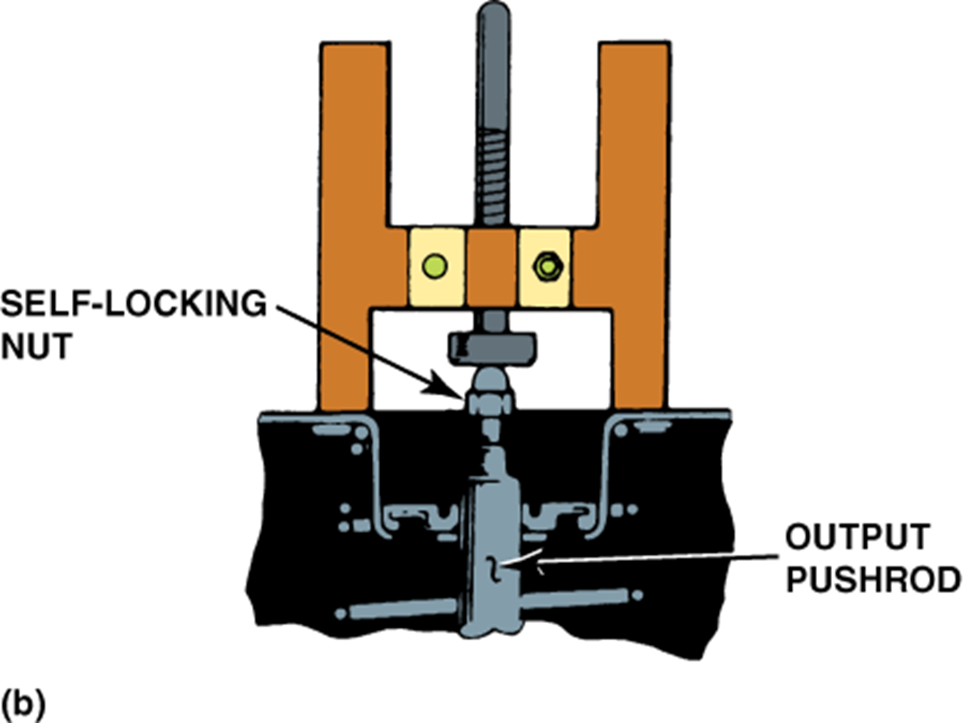 SELF-LOCKING
NUT
OUTPUT
PUSHROD
(b)